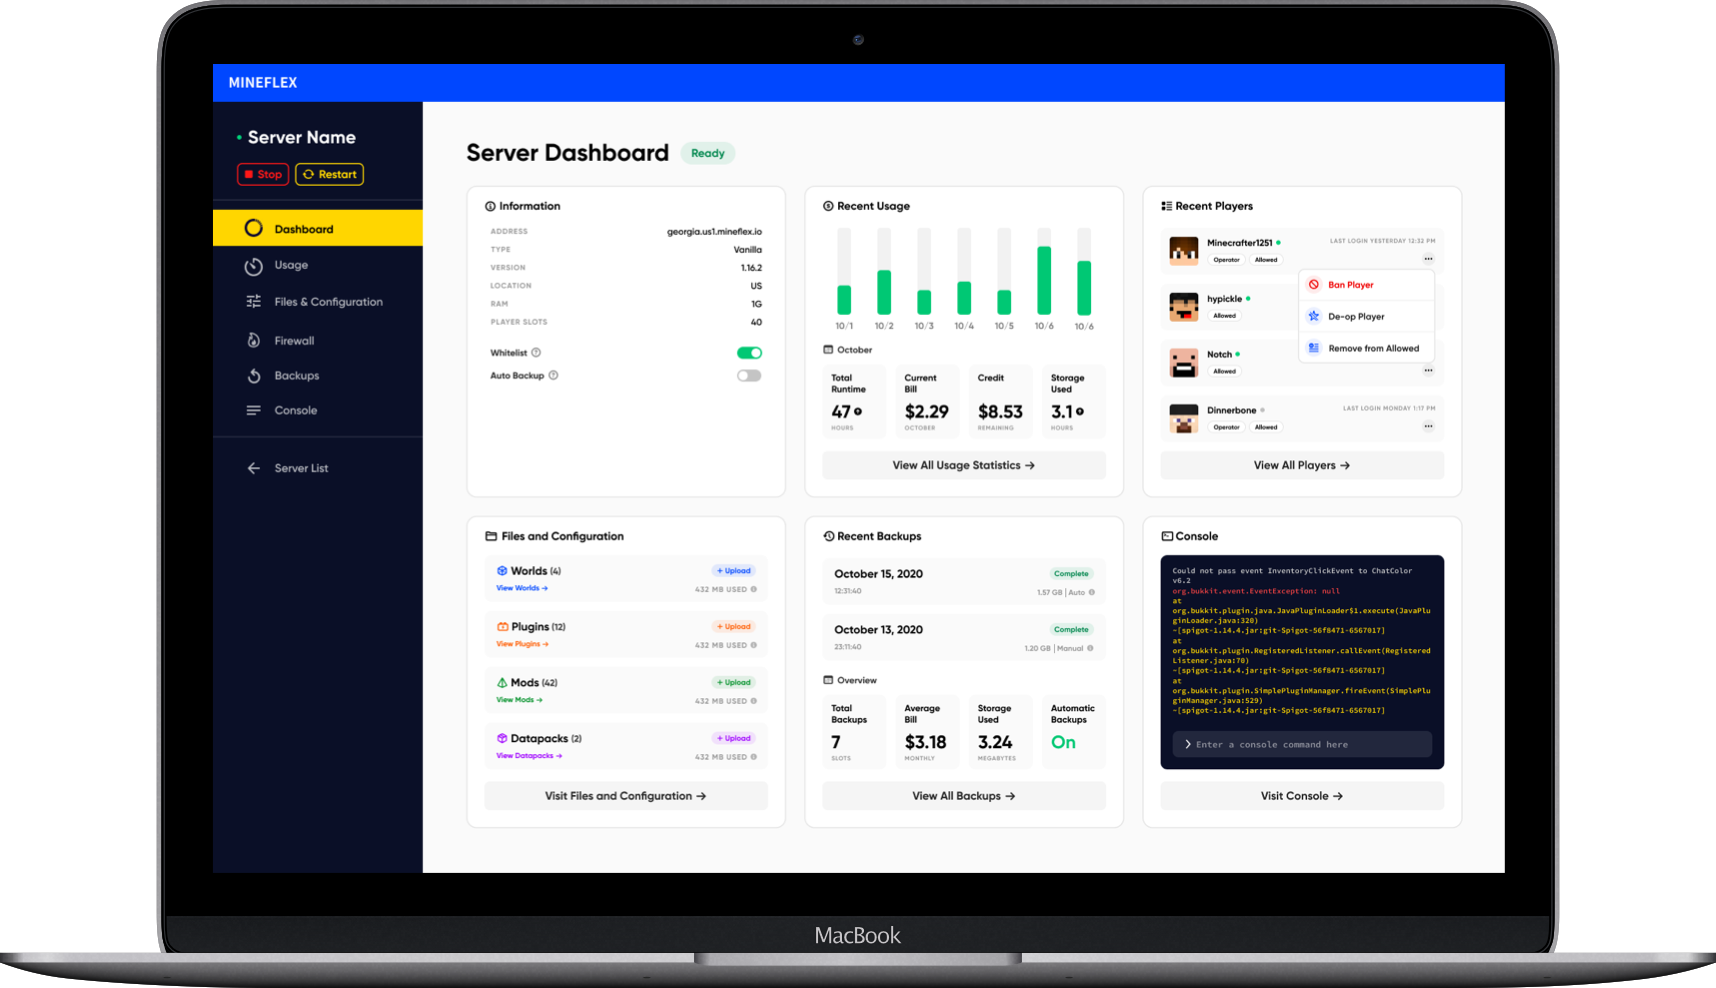 MINEFLEX
Server Name
Stop
Restart
Dashboard
Usage
Files & Configuration
Firewall
Backups
Console
Server List
Server Dashboard
Ready
Information
ADDRESS georgia.us1.mineflex.io
TYPE Vanilla
VERSION 1.16.2
LOCATION US
RAM 1G
PLAYER SLOTS 40
Whitelist ?
Auto Backup ?
Recent Usage
10/1 10/2 10/3 10/4 10/5 10/6 10/6
October
Total Runtime
47
HOURS
Current Bill
$2.29
OCTOBER
Credit
$8.53
REMAINING
Storage Used
3.1
HOURS
View All Usage Statistics →
Recent Players
Minecrafter1251
LAST LOGIN YESTERDAY 12:32 PM
Operator Allowed
hypickle
Allowed
Notch
Allowed
Dinnerbone
LAST LOGIN MONDAY 1:17 PM
Operator Allowed
Ban Player
De-op Player
Remove from Allowed
View All Players →
Files and Configuration
Worlds (4)
+ Upload
View Worlds →
432 MB USED
Plugins (12)
+ Upload
View Plugins →
432 MB USED
Mods (42)
+ Upload
View Mods →
432 MB USED
Datapacks (2)
+ Upload
View Datapacks →
432 MB USED
Visit Files and Configuration →
Recent Backups
October 15, 2020
Complete
12:31:40
1.57 GB | Auto
October 13, 2020
Complete
23:11:40
1.20 GB | Manual
Overview
Total Backups
7
SLOTS
Average Bill
$3.18
MONTHLY
Storage Used
3.24
MEGABYTES
Automatic Backups
On
View All Backups →
Console
Could not pass event InventoryClickEvent to ChatColor
v6.2
org.bukkit.event.EventException: null
at
org.bukkit.plugin.java.JavaPluginLoader$1.execute(JavaPlu
ginLoader.java:320)
~[spigot-1.14.4.jar:git-Spigot-56f8471-6567017]
at
org.bukkit.plugin.RegisteredListener.callEvent(Registered
Listener.java:70)
~[spigot-1.14.4.jar:git-Spigot-56f8471-6567017]
at
org.bukkit.plugin.SimplePluginManager.fireEvent(SimplePlu
ginManager.java:529)
~[spigot-1.14.4.jar:git-Spigot-56f8471-6567017]
Enter a console command here
Visit Console →
MacBook